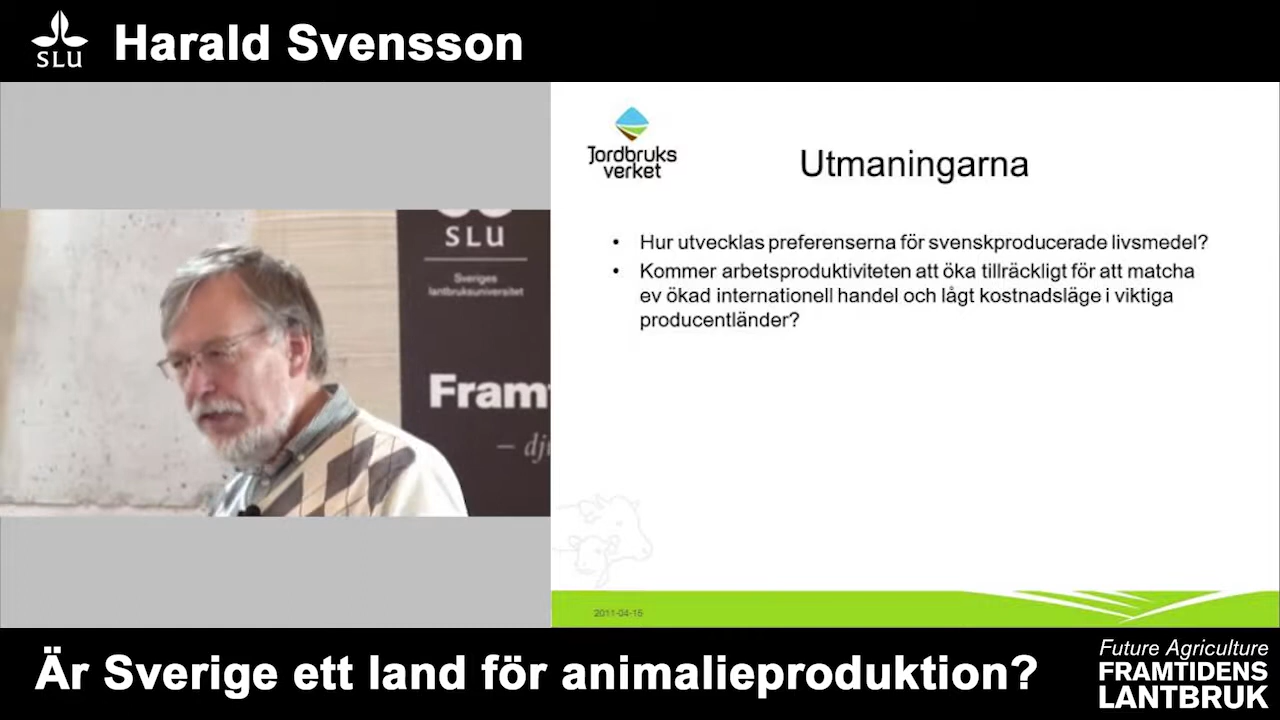 SLU
Harald Svensson
SLU
Sveriges
lantbruksuniversitet
Fram
– dj
Jordbruks
verket
Utmaningarna
• Hur utvecklas preferenserna för svenskproducerade livsmedel?
• Kommer arbetsproduktiviteten att öka tillräckligt för att matcha
ev ökad internationell handel och lågt kostnadsläge i viktiga
producentländer?
2011-04-15
Är Sverige ett land för animalieproduktion?
Future Agriculture
FRAMTIDENS
LANTBRUK